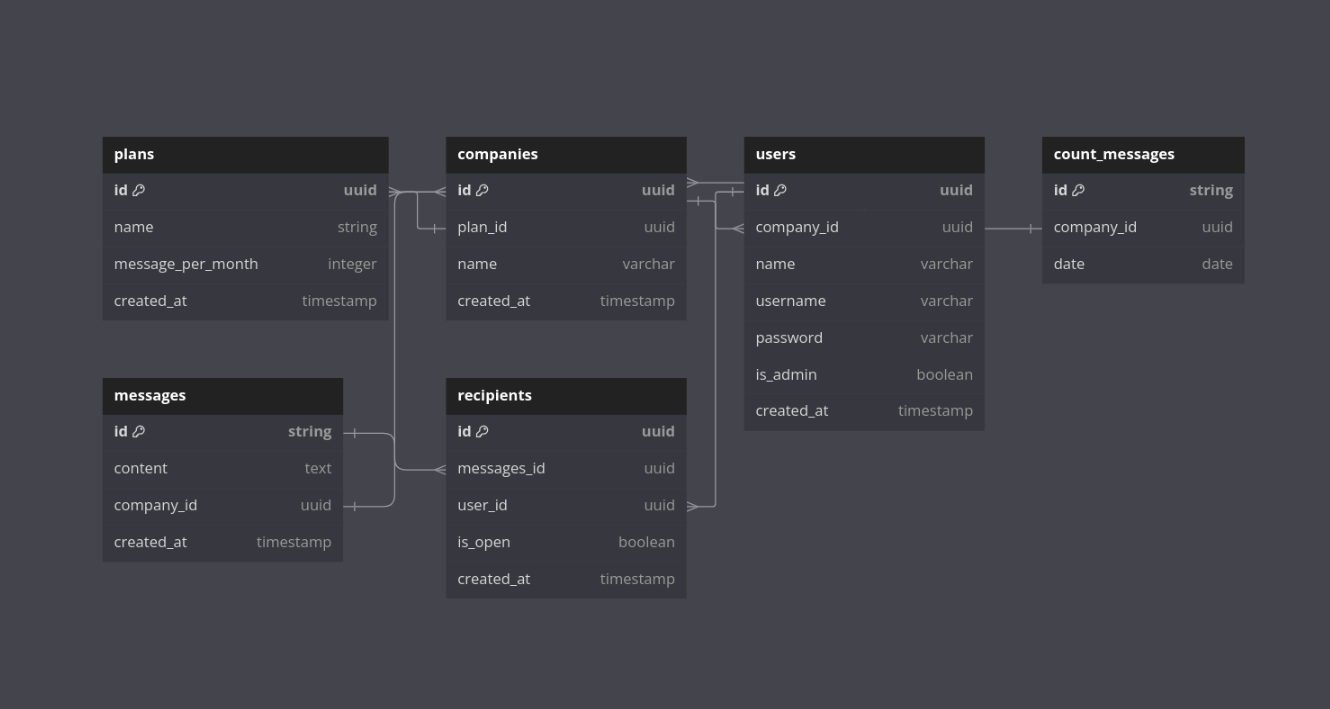 plans
id uuid
name string
message_per_month integer
created_at timestamp
companies
id uuid
plan_id uuid
name varchar
created_at timestamp
users
id uuid
company_id uuid
name varchar
username varchar
password varchar
is_admin boolean
created_at timestamp
count_messages
id string
company_id uuid
date date
messages
id string
content text
company_id uuid
created_at timestamp
recipients
id uuid
messages_id uuid
user_id uuid
is_open boolean
created_at timestamp